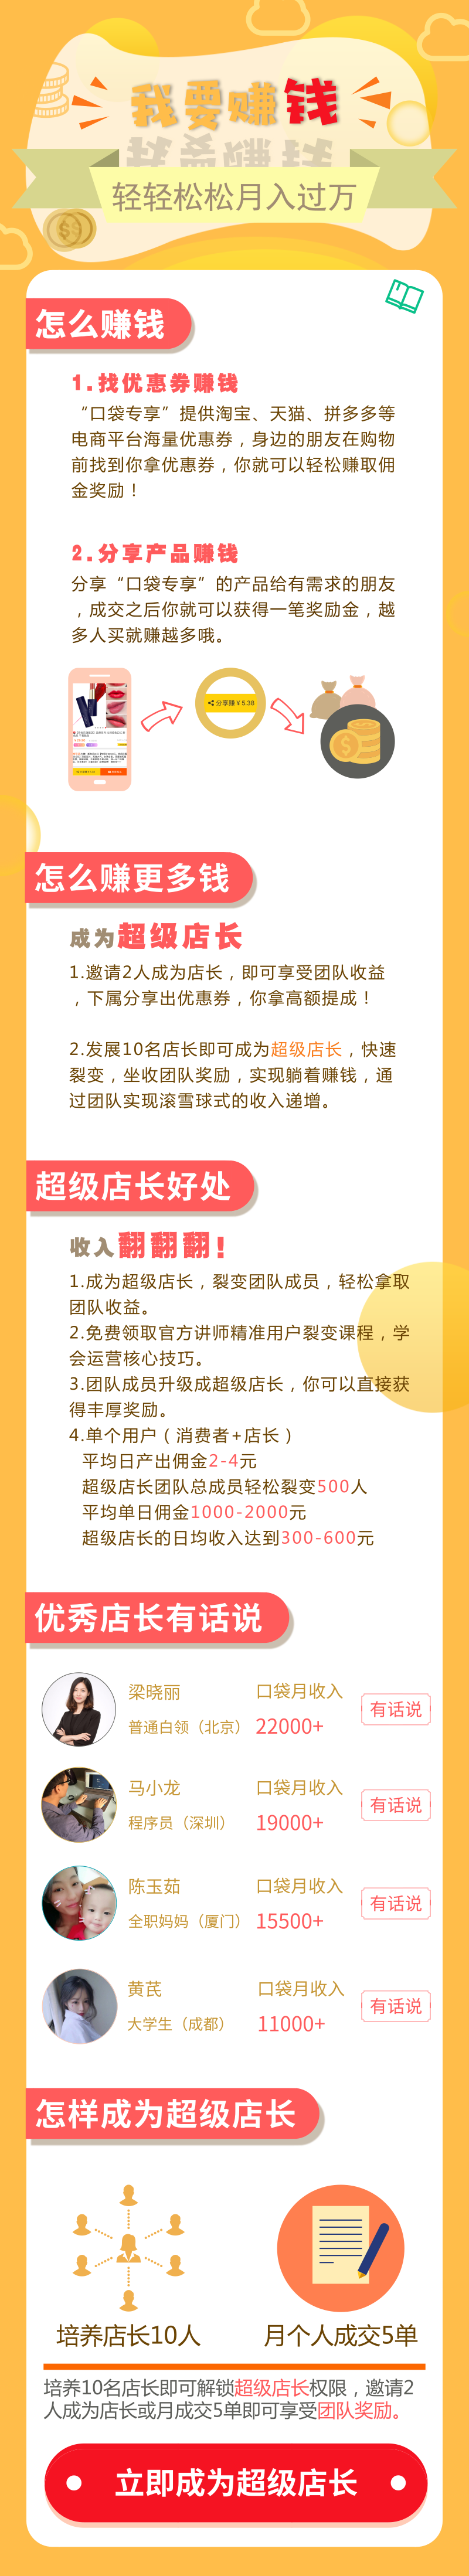 我要赚钱
轻轻松松月入过万
怎么赚钱
1.找优惠券赚钱
“口袋专享”提供淘宝、天猫、拼多多等
电商平台海量优惠券，身边的朋友在购物
前找到你拿优惠券，你就可以轻松赚取佣
金奖励！
2.分享产品赚钱
分享“口袋专享”的产品给有需求的朋友
，成交之后你就可以获得一笔奖励金，越
多人买就赚越多哦。
分享赚￥5.38
怎么赚更多钱
成为超级店长
1.邀请2人成为店长，即可享受团队收益
，下属分享出优惠券，你拿高额提成！
2.发展10名店长即可成为超级店长，快速
裂变，坐收团队奖励，实现躺着赚钱，通
过团队实现滚雪球式的收入递增。
超级店长好处
收入翻翻翻！
1.成为超级店长，裂变团队成员，轻松拿取
团队收益。
2.免费领取官方讲师精准用户裂变课程，学
会运营核心技巧。
3.团队成员升级成超级店长，你可以直接获
得丰厚奖励。
4.单个用户（消费者+店长）
平均日产出佣金2-4元
超级店长团队总成员轻松裂变500人
平均单日佣金1000-2000元
超级店长的日均收入达到300-600元
优秀店长有话说
梁晓丽 口袋月收入
普通白领（北京） 22000+
有话说
马小龙 口袋月收入
程序员（深圳） 19000+
有话说
陈玉茹 口袋月收入
全职妈妈（厦门） 15500+
有话说
黄芪 口袋月收入
大学生（成都） 11000+
有话说
怎样成为超级店长
培养店长10人 月个人成交5单
培养10名店长即可解锁超级店长权限，邀请2
人成为店长或月成交5单即可享受团队奖励。
立即成为超级店长